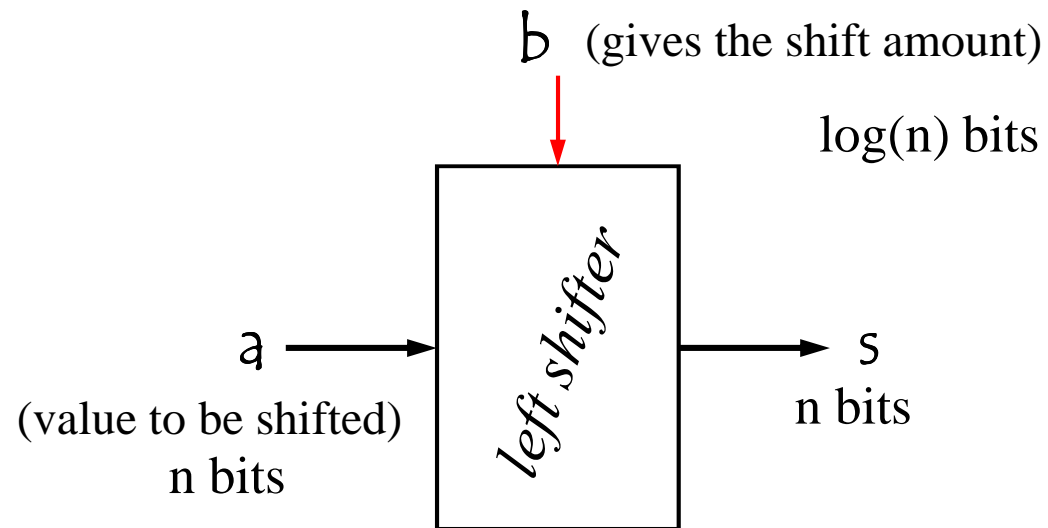 b (gives the shift amount)
log(n) bits
left shifter
a
(value to be shifted)
n bits
s
n bits